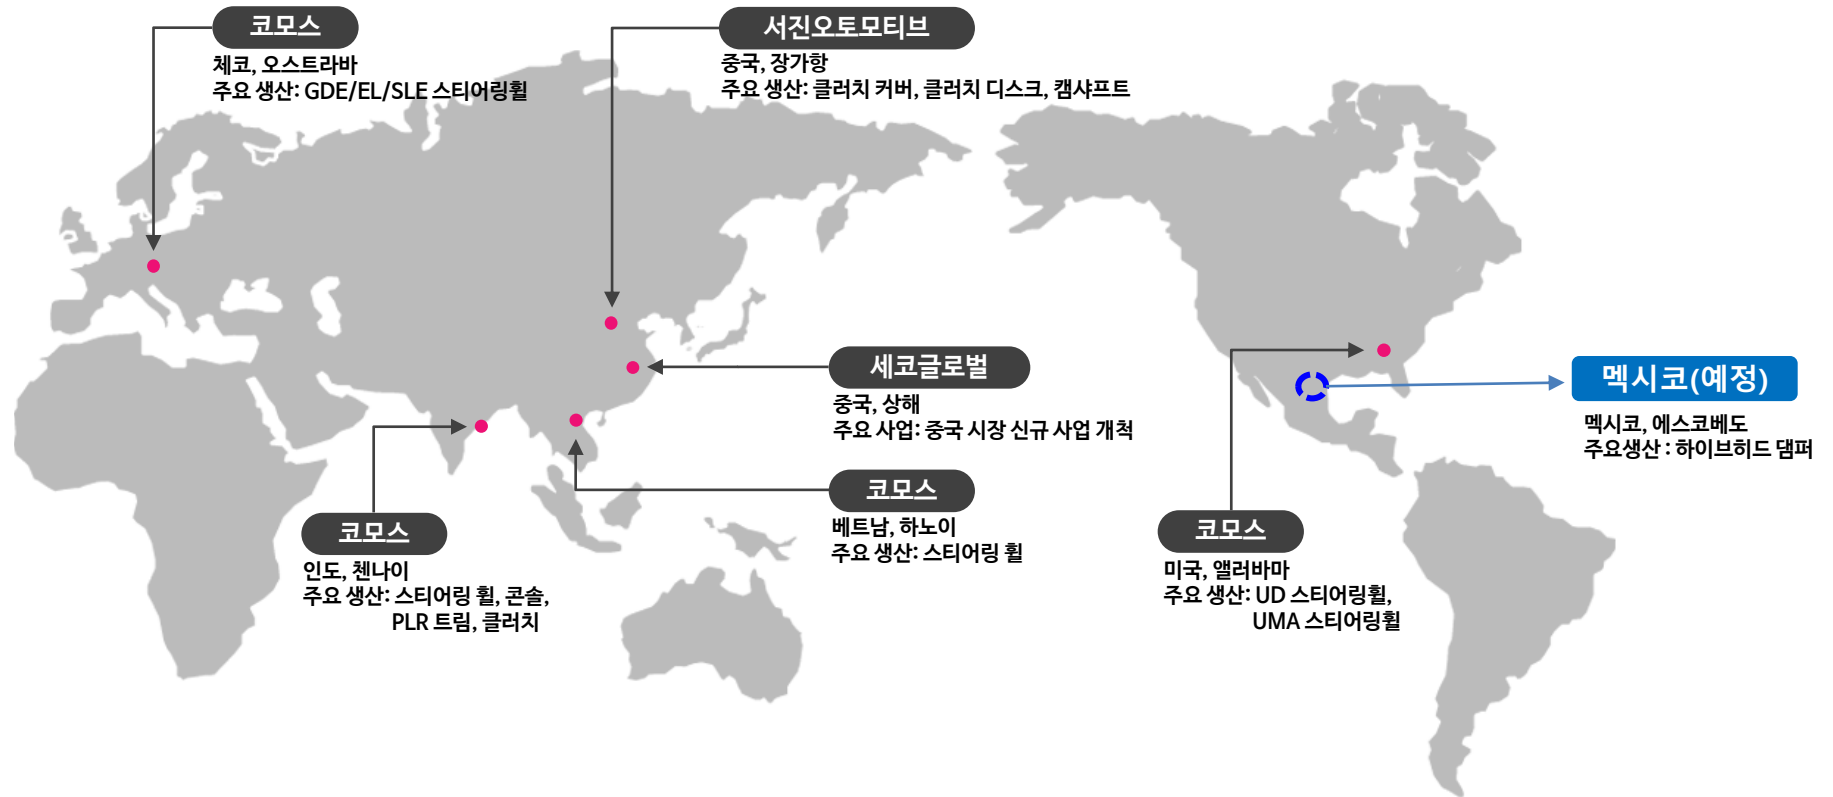 코모스
체코, 오스트라바
주요 생산: GDE/EL/SLE 스티어링휠
서진오토모티브
중국, 장가항
주요 생산: 클러치 커버, 클러치 디스크, 캠샤프트
세코글로벌
중국, 상해
주요 사업: 중국 시장 신규 사업 개척
멕시코(예정)
멕시코, 에스코베도
주요생산 : 하이브히드 댐퍼
코모스
베트남, 하노이
주요 생산: 스티어링 휠
코모스
인도, 첸나이
주요 생산: 스티어링 휠, 콘솔,
PLR 트림, 클러치
코모스
미국, 앨러바마
주요 생산: UD 스티어링휠,
UMA 스티어링휠